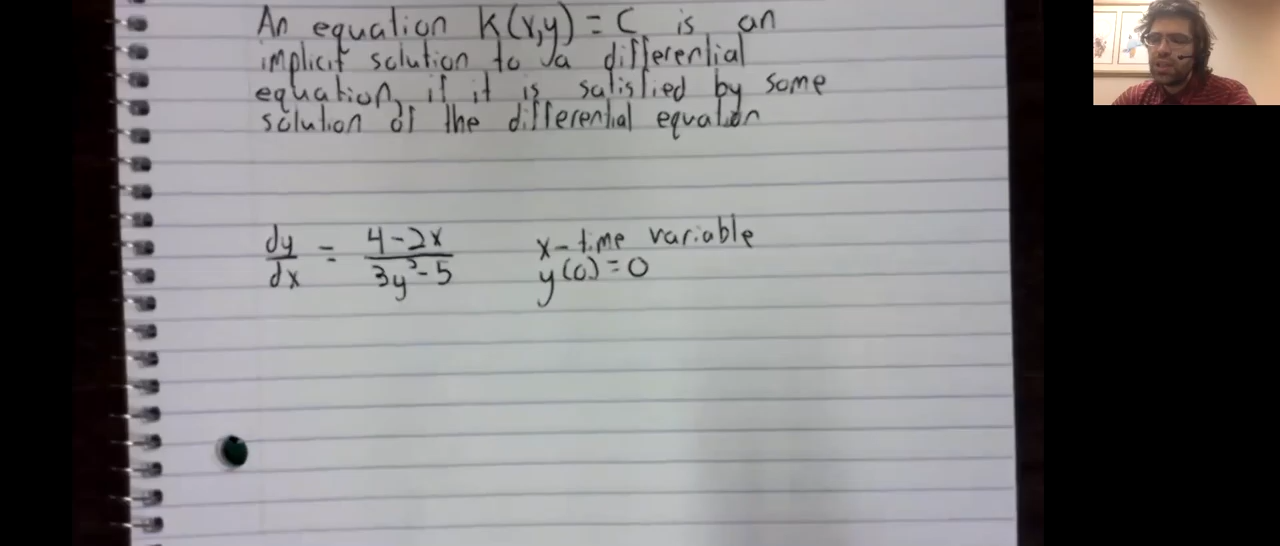 An equation K(x,y) = C is an
implicit solution to a differential
equation, if it is satisfied by some
solution of the differential equation
dy/dx = (4-2x)/(3y²-5)
x - time variable
y(0) = 0